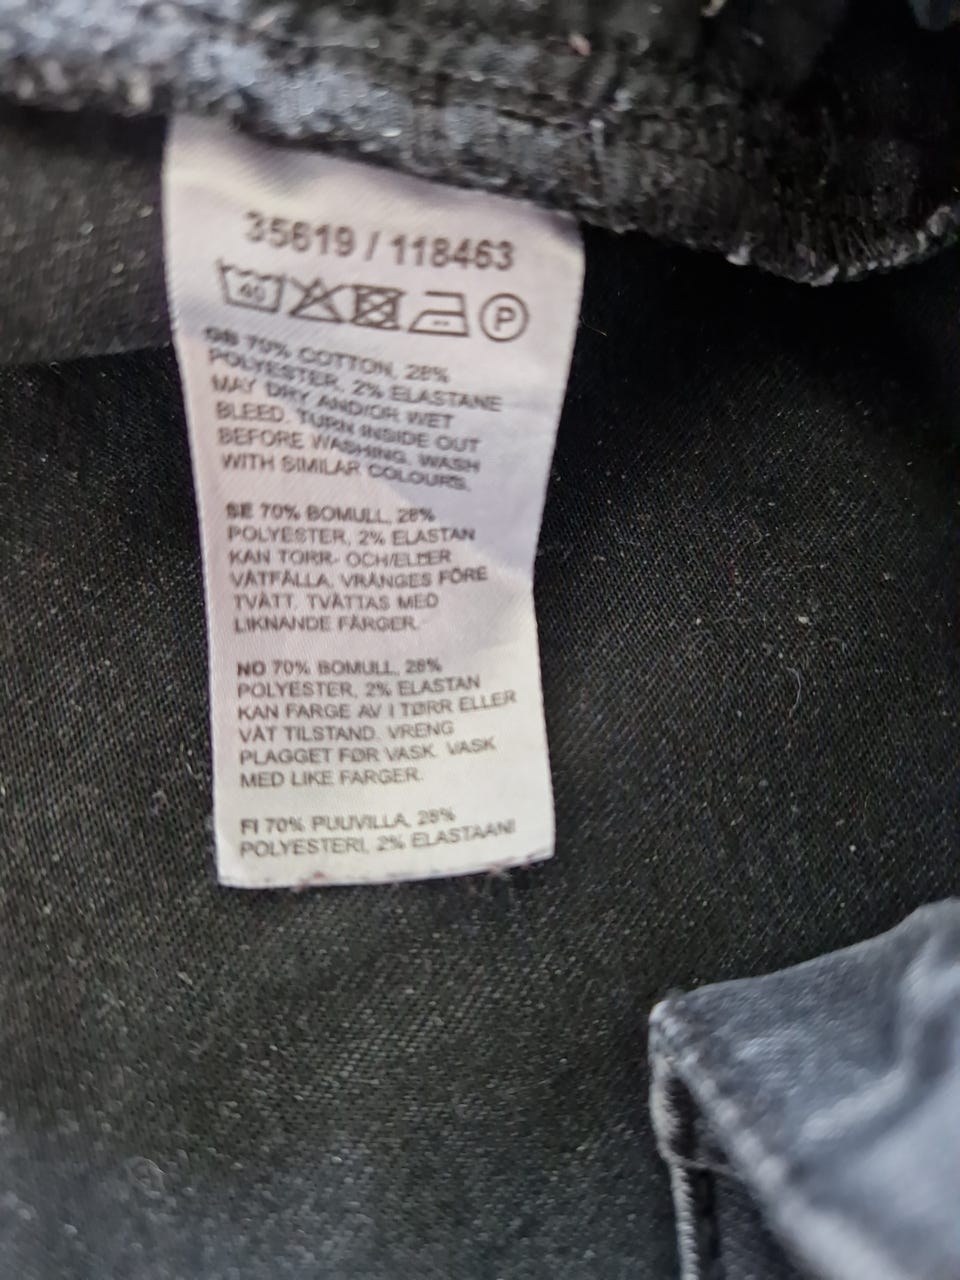 35619 / 118463
40 P
GB 70% COTTON, 28%
POLYESTER, 2% ELASTANE
MAY DRY AND/OR WET
BLEED. TURN INSIDE OUT
BEFORE WASHING. WASH
WITH SIMILAR COLOURS.
SE 70% BOMULL, 28%
POLYESTER, 2% ELASTAN
KAN TORR- OCH/ELLER
VÅTFÄLLA. VRÄNGES FÖRE
TVÄTT. TVÄTTAS MED
LIKNANDE FÄRGER.
NO 70% BOMULL, 28%
POLYESTER, 2% ELASTAN
KAN FARGE AV I TØRR ELLER
VÅT TILSTAND. VRENG
PLAGGET FØR VASK. VASK
MED LIKE FARGER.
FI 70% PUUVILLA, 28%
POLYESTERI, 2% ELASTAANI